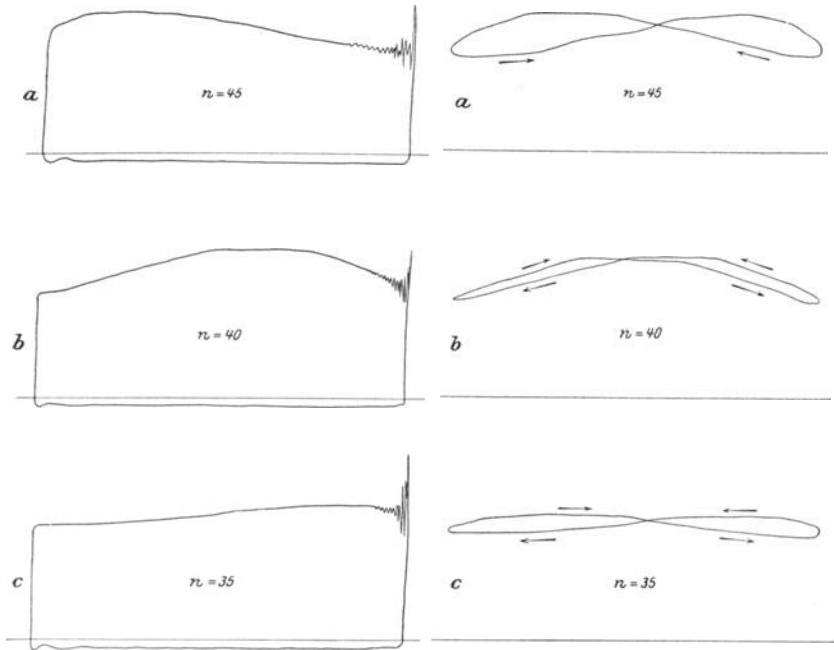 a n = 45
a n = 45
b n = 40
b n = 40
c n = 35
c n = 35